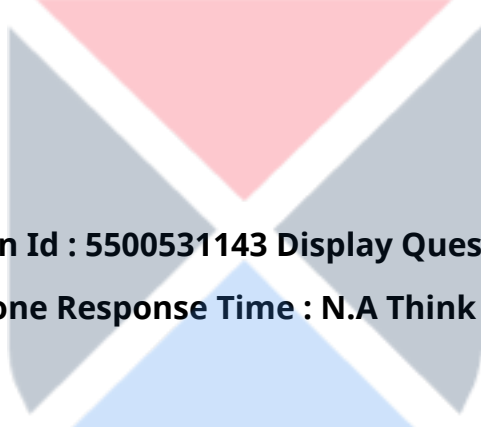 n Id : 5500531143 Display Ques
one Response Time : N.A Think